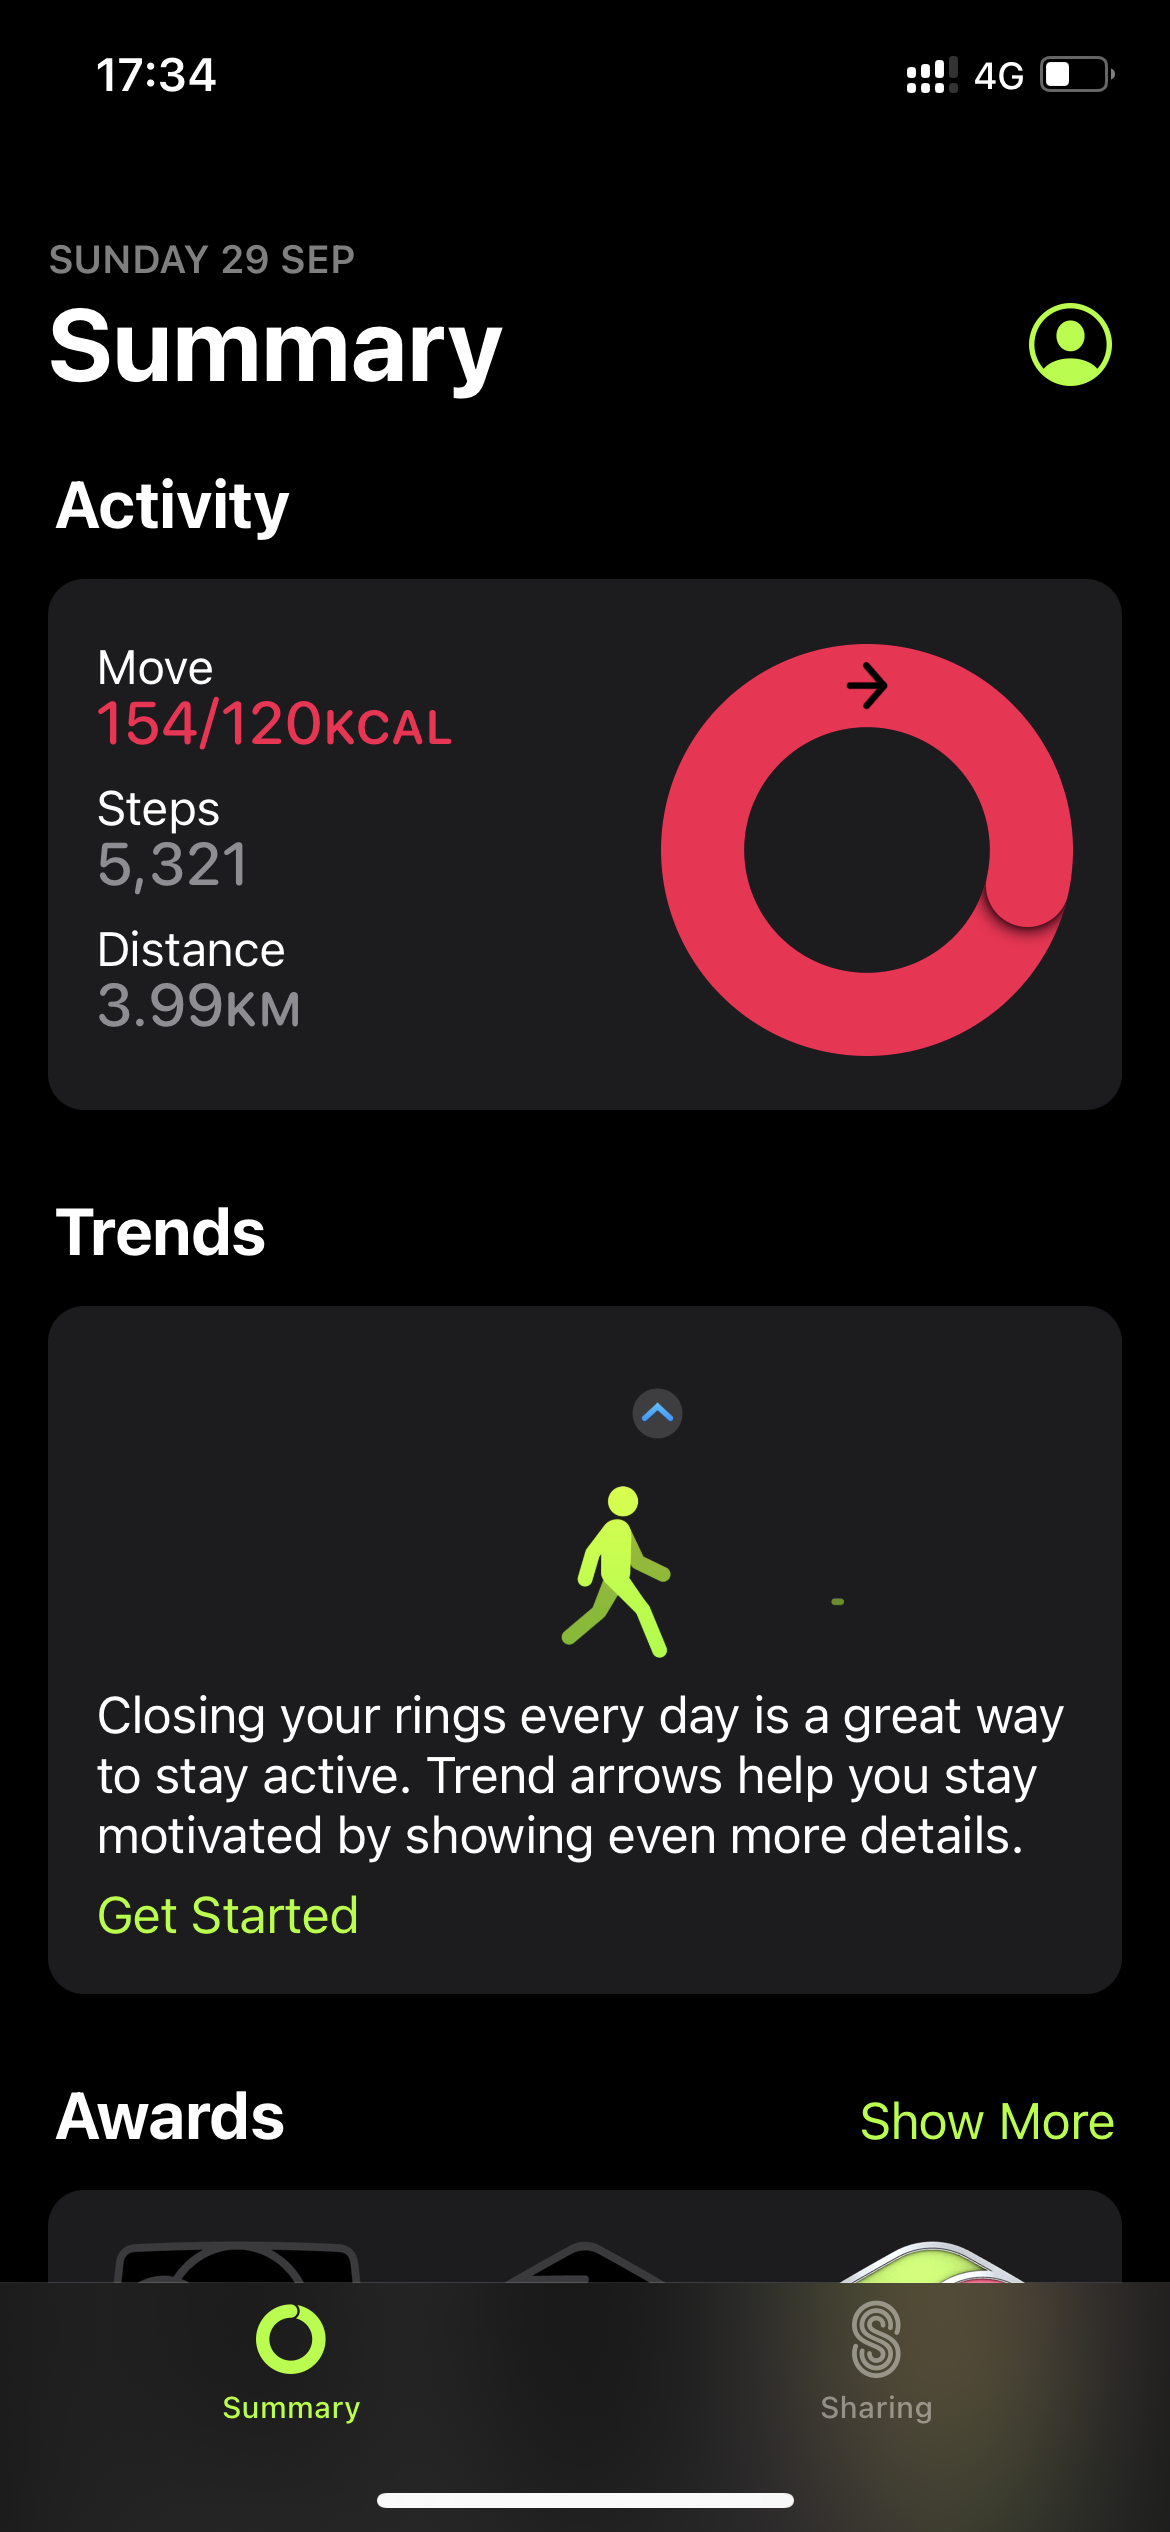 17:34
4G
SUNDAY 29 SEP
Summary
Activity
Move
154/120KCAL
Steps
5,321
Distance
3.99KM
Trends
Closing your rings every day is a great way
to stay active. Trend arrows help you stay
motivated by showing even more details.
Get Started
Awards
Show More
Summary
Sharing